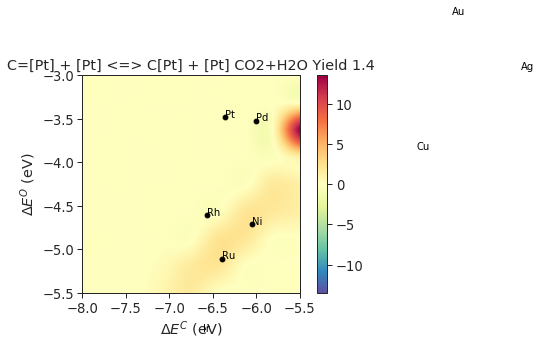 Au
Ag
C=[Pt] + [Pt] <=> C[Pt] + [Pt] CO2+H2O Yield 1.4
Cu
Pt
Pd
Rh
Ni
Ru
−3.0
−3.5
−4.0
−4.5
−5.0
−5.5
ΔE^O (eV)
−8.0 −7.5 −7.0 −6.5 −6.0 −5.5
ΔE^C (eV)
Ir
10
5
0
−5
−10